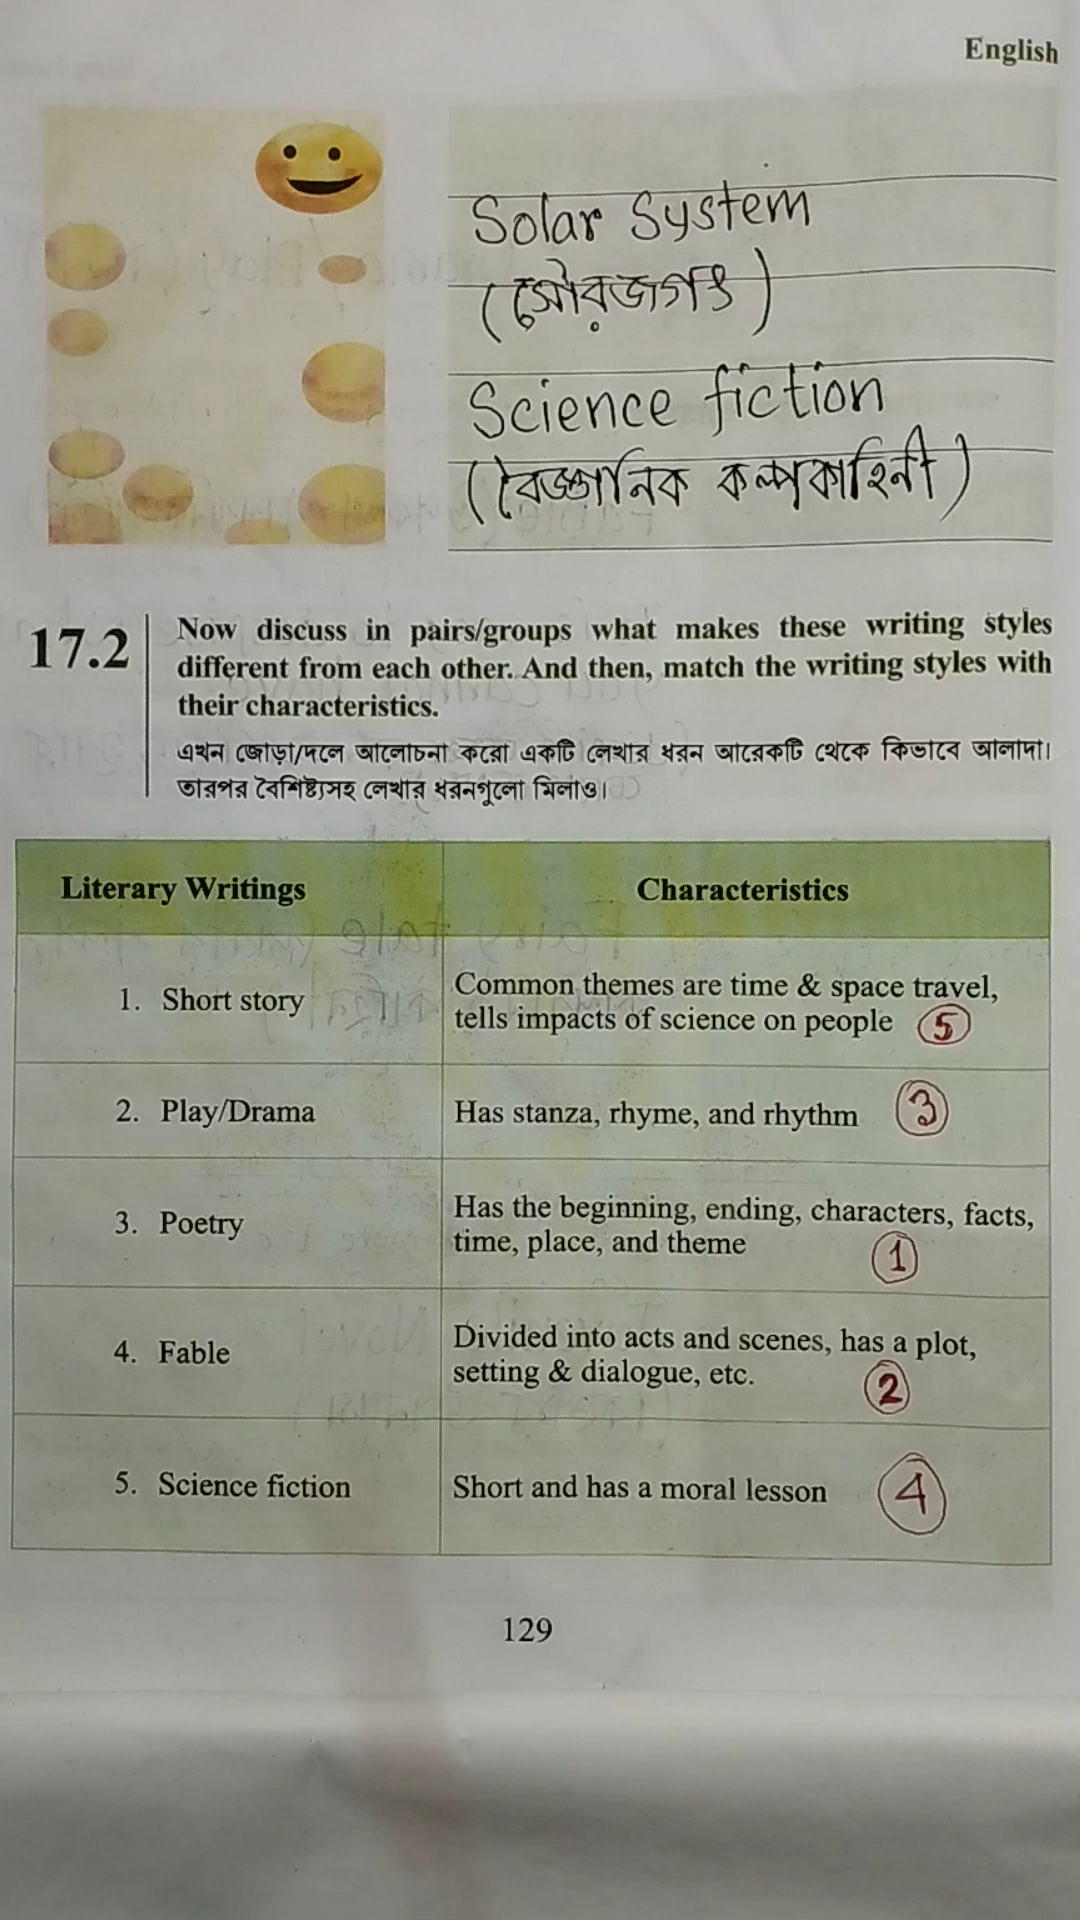 English
Solar System
(সৌরজগৎ)
Science fiction
(বৈজ্ঞানিক কল্পকাহিনী)
17.2
Now discuss in pairs/groups what makes these writing styles
different from each other. And then, match the writing styles with
their characteristics.
এখন জোড়া/দলে আলোচনা করো একটি লেখার ধরন আরেকটি থেকে কিভাবে আলাদা।
তারপর বৈশিষ্ট্যসহ লেখার ধরনগুলো মিলাও।
Literary Writings Characteristics
1. Short story
Common themes are time & space travel,
tells impacts of science on people 5
2. Play/Drama Has stanza, rhyme, and rhythm 3
3. Poetry
Has the beginning, ending, characters, facts,
time, place, and theme 1
4. Fable
Divided into acts and scenes, has a plot,
setting & dialogue, etc. 2
5. Science fiction Short and has a moral lesson 4
129